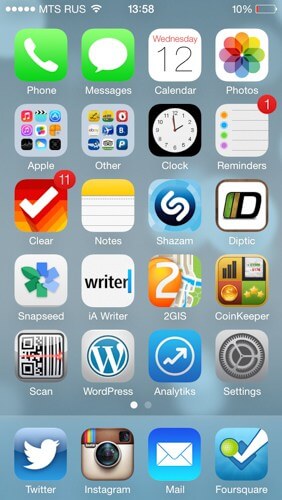 MTS RUS 13:58 10%
Wednesday
12
Phone Messages Calendar Photos
1
Apple Other Clock Reminders
11
Clear Notes Shazam Diptic
writer 2
Snapseed iA Writer 2GIS CoinKeeper
Scan WordPress Analytiks Settings
Twitter Instagram Mail Foursquare